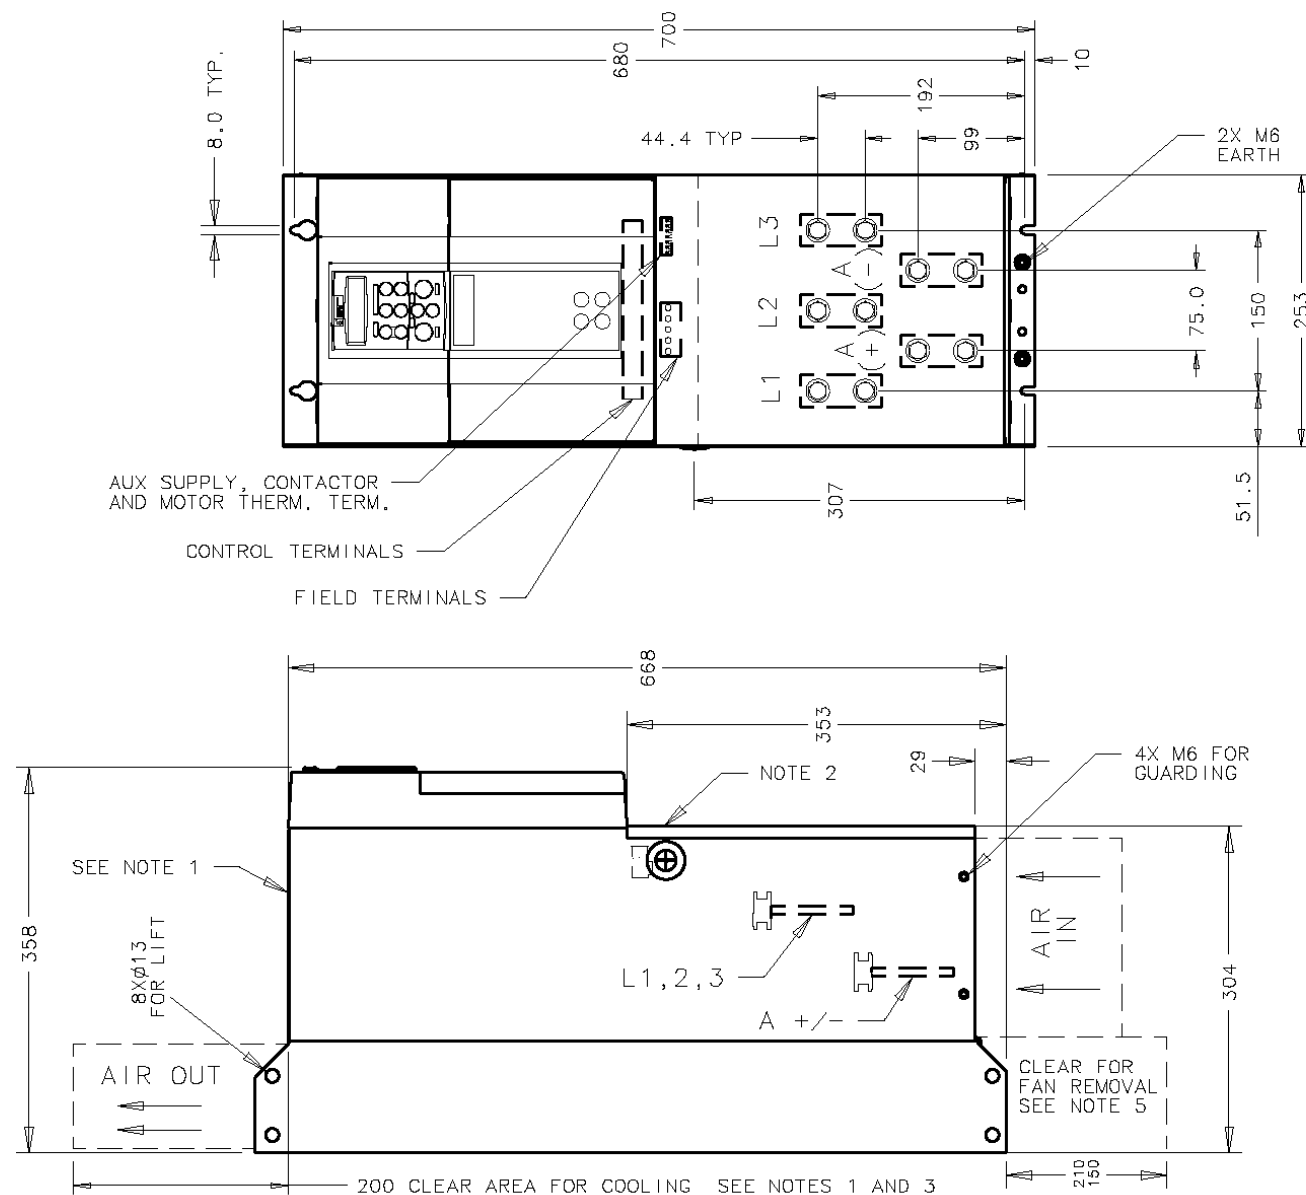 700
680
10
8.0 TYP.
192
44.4 TYP
99
2X M6
EARTH
L3
A (-)
L2
A (+)
L1
75.0
150
253
51.5
307
AUX SUPPLY, CONTACTOR
AND MOTOR THERM. TERM.
CONTROL TERMINALS
FIELD TERMINALS
668
353
29
4X M6 FOR
GUARDING
NOTE 2
SEE NOTE 1
358
8XØ13
FOR LIFT
L1,2,3
A +/-
AIR
IN
304
AIR OUT
CLEAR FOR
FAN REMOVAL
SEE NOTE 5
210
150
200 CLEAR AREA FOR COOLING SEE NOTES 1 AND 3